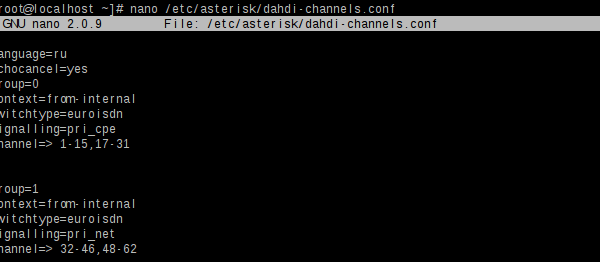 root@localhost ~]# nano /etc/asterisk/dahdi-channels.conf
GNU nano 2.0.9 File: /etc/asterisk/dahdi-channels.conf
anguage=ru
chocancel=yes
roup=0
ontext=from-internal
witchtype=euroisdn
ignalling=pri_cpe
hannel=> 1-15,17-31
roup=1
ontext=from-internal
witchtype=euroisdn
ignalling=pri_net
hannel=> 32-46,48-62